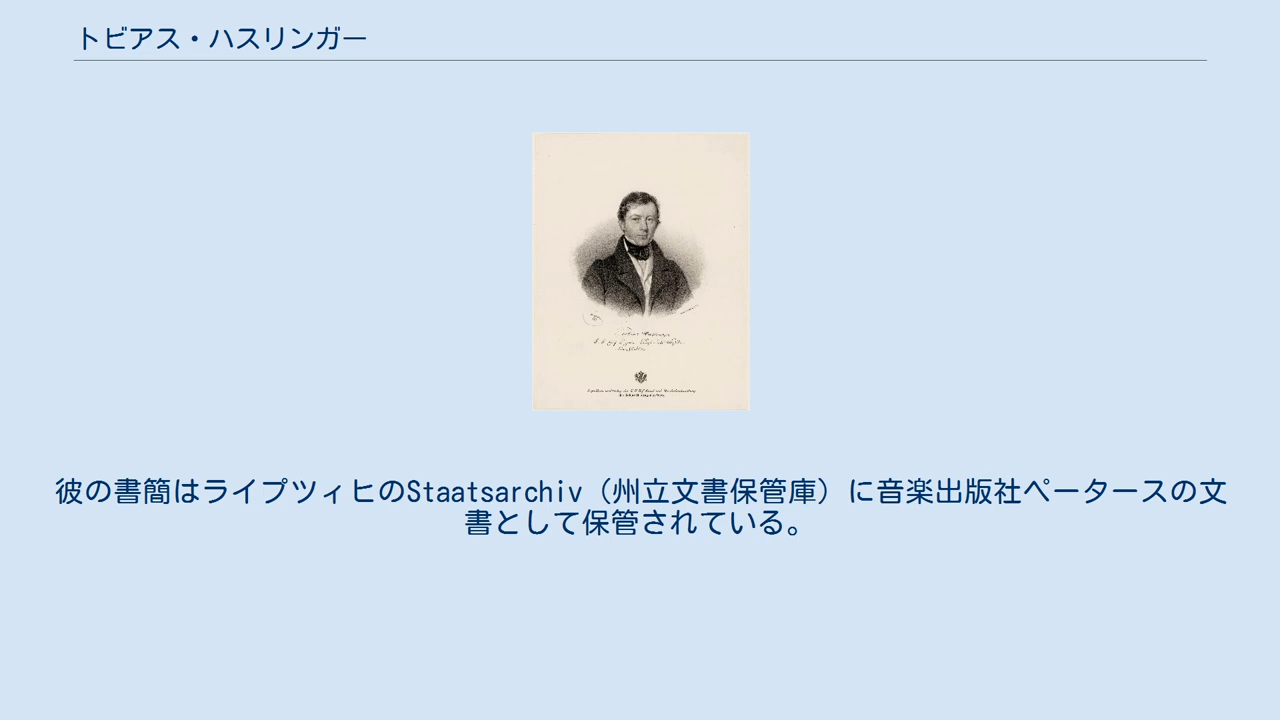 トビアス・ハスリンガー
彼の書簡はライプツィヒのStaatsarchiv（州立文書保管庫）に音楽出版社ペータースの文
書として保管されている。